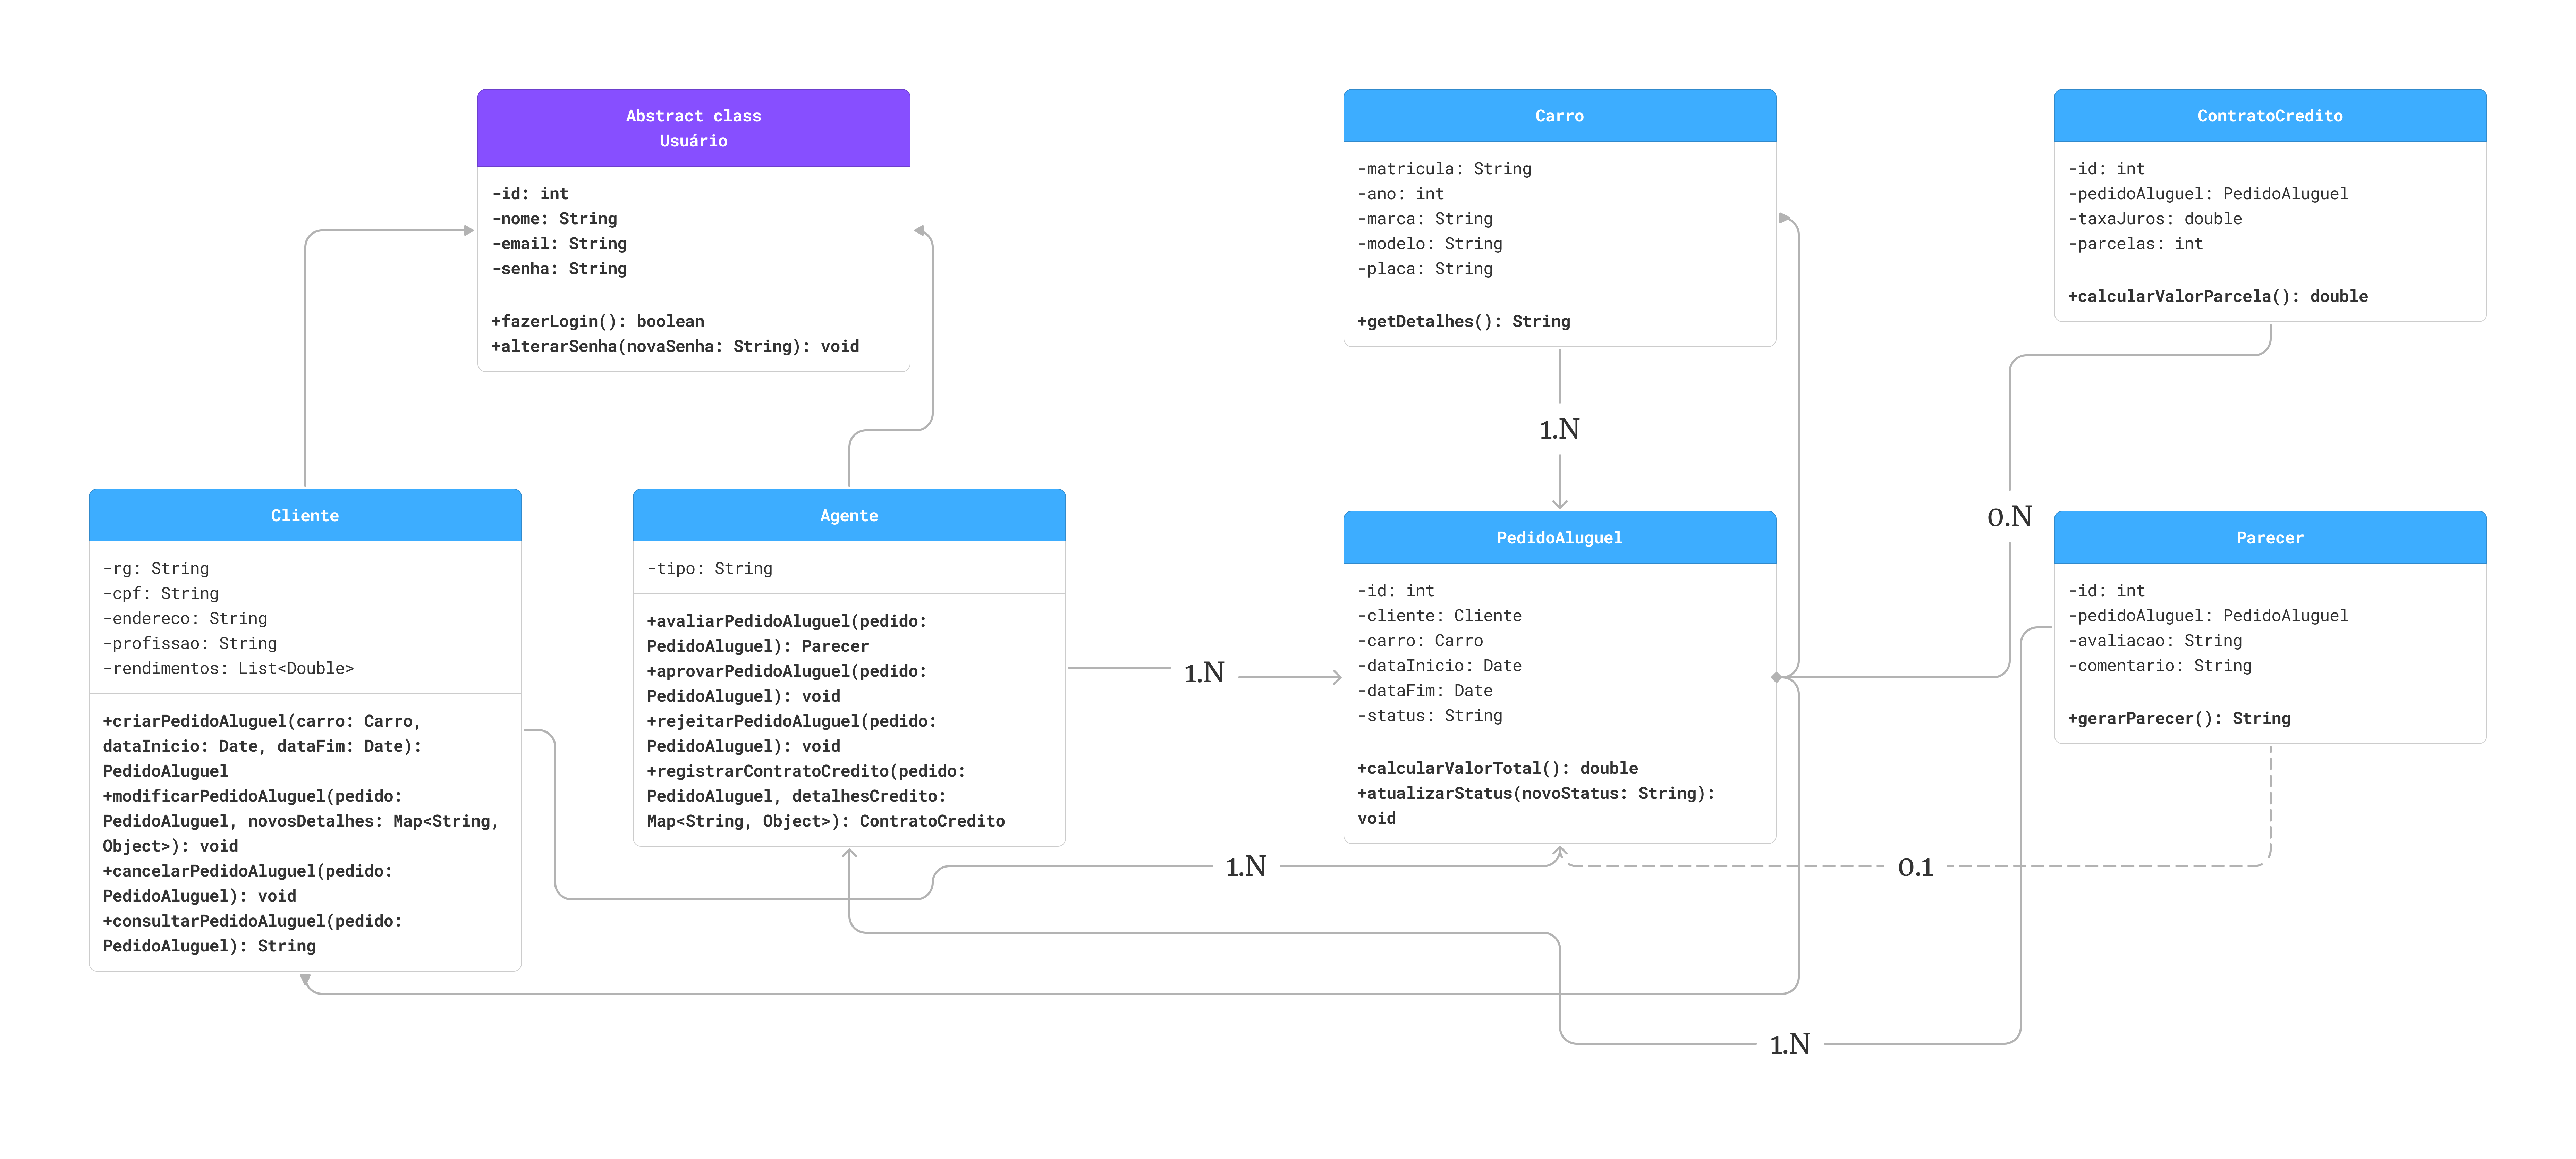 Abstract class
Usuário
-id: int
-nome: String
-email: String
-senha: String
+fazerLogin(): boolean
+alterarSenha(novaSenha: String): void
Carro
-matricula: String
-ano: int
-marca: String
-modelo: String
-placa: String
+getDetalhes(): String
ContratoCredito
-id: int
-pedidoAluguel: PedidoAluguel
-taxaJuros: double
-parcelas: int
+calcularValorParcela(): double
1.N
0.N
Cliente
-rg: String
-cpf: String
-endereco: String
-profissao: String
-rendimentos: List<Double>
+criarPedidoAluguel(carro: Carro,
dataInicio: Date, dataFim: Date):
PedidoAluguel
+modificarPedidoAluguel(pedido:
PedidoAluguel, novosDetalhes: Map<String,
Object>): void
+cancelarPedidoAluguel(pedido:
PedidoAluguel): void
+consultarPedidoAluguel(pedido:
PedidoAluguel): String
Agente
-tipo: String
+avaliarPedidoAluguel(pedido:
PedidoAluguel): Parecer
+aprovarPedidoAluguel(pedido:
PedidoAluguel): void
+rejeitarPedidoAluguel(pedido:
PedidoAluguel): void
+registrarContratoCredito(pedido:
PedidoAluguel, detalhesCredito:
Map<String, Object>): ContratoCredito
1.N
PedidoAluguel
-id: int
-cliente: Cliente
-carro: Carro
-dataInicio: Date
-dataFim: Date
-status: String
+calcularValorTotal(): double
+atualizarStatus(novoStatus: String):
void
Parecer
-id: int
-pedidoAluguel: PedidoAluguel
-avaliacao: String
-comentario: String
+gerarParecer(): String
1.N
0.1
1.N